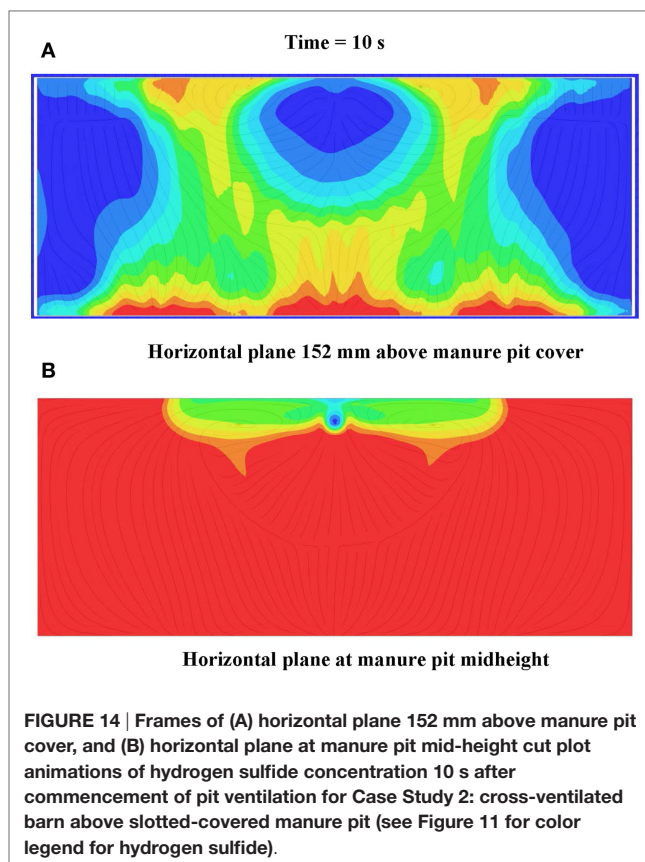 A
Time = 10 s
Horizontal plane 152 mm above manure pit cover
B
Horizontal plane at manure pit midheight
FIGURE 14 | Frames of (A) horizontal plane 152 mm above manure pit
cover, and (B) horizontal plane at manure pit mid-height cut plot
animations of hydrogen sulfide concentration 10 s after
commencement of pit ventilation for Case Study 2: cross-ventilated
barn above slotted-covered manure pit (see Figure 11 for color
legend for hydrogen sulfide).